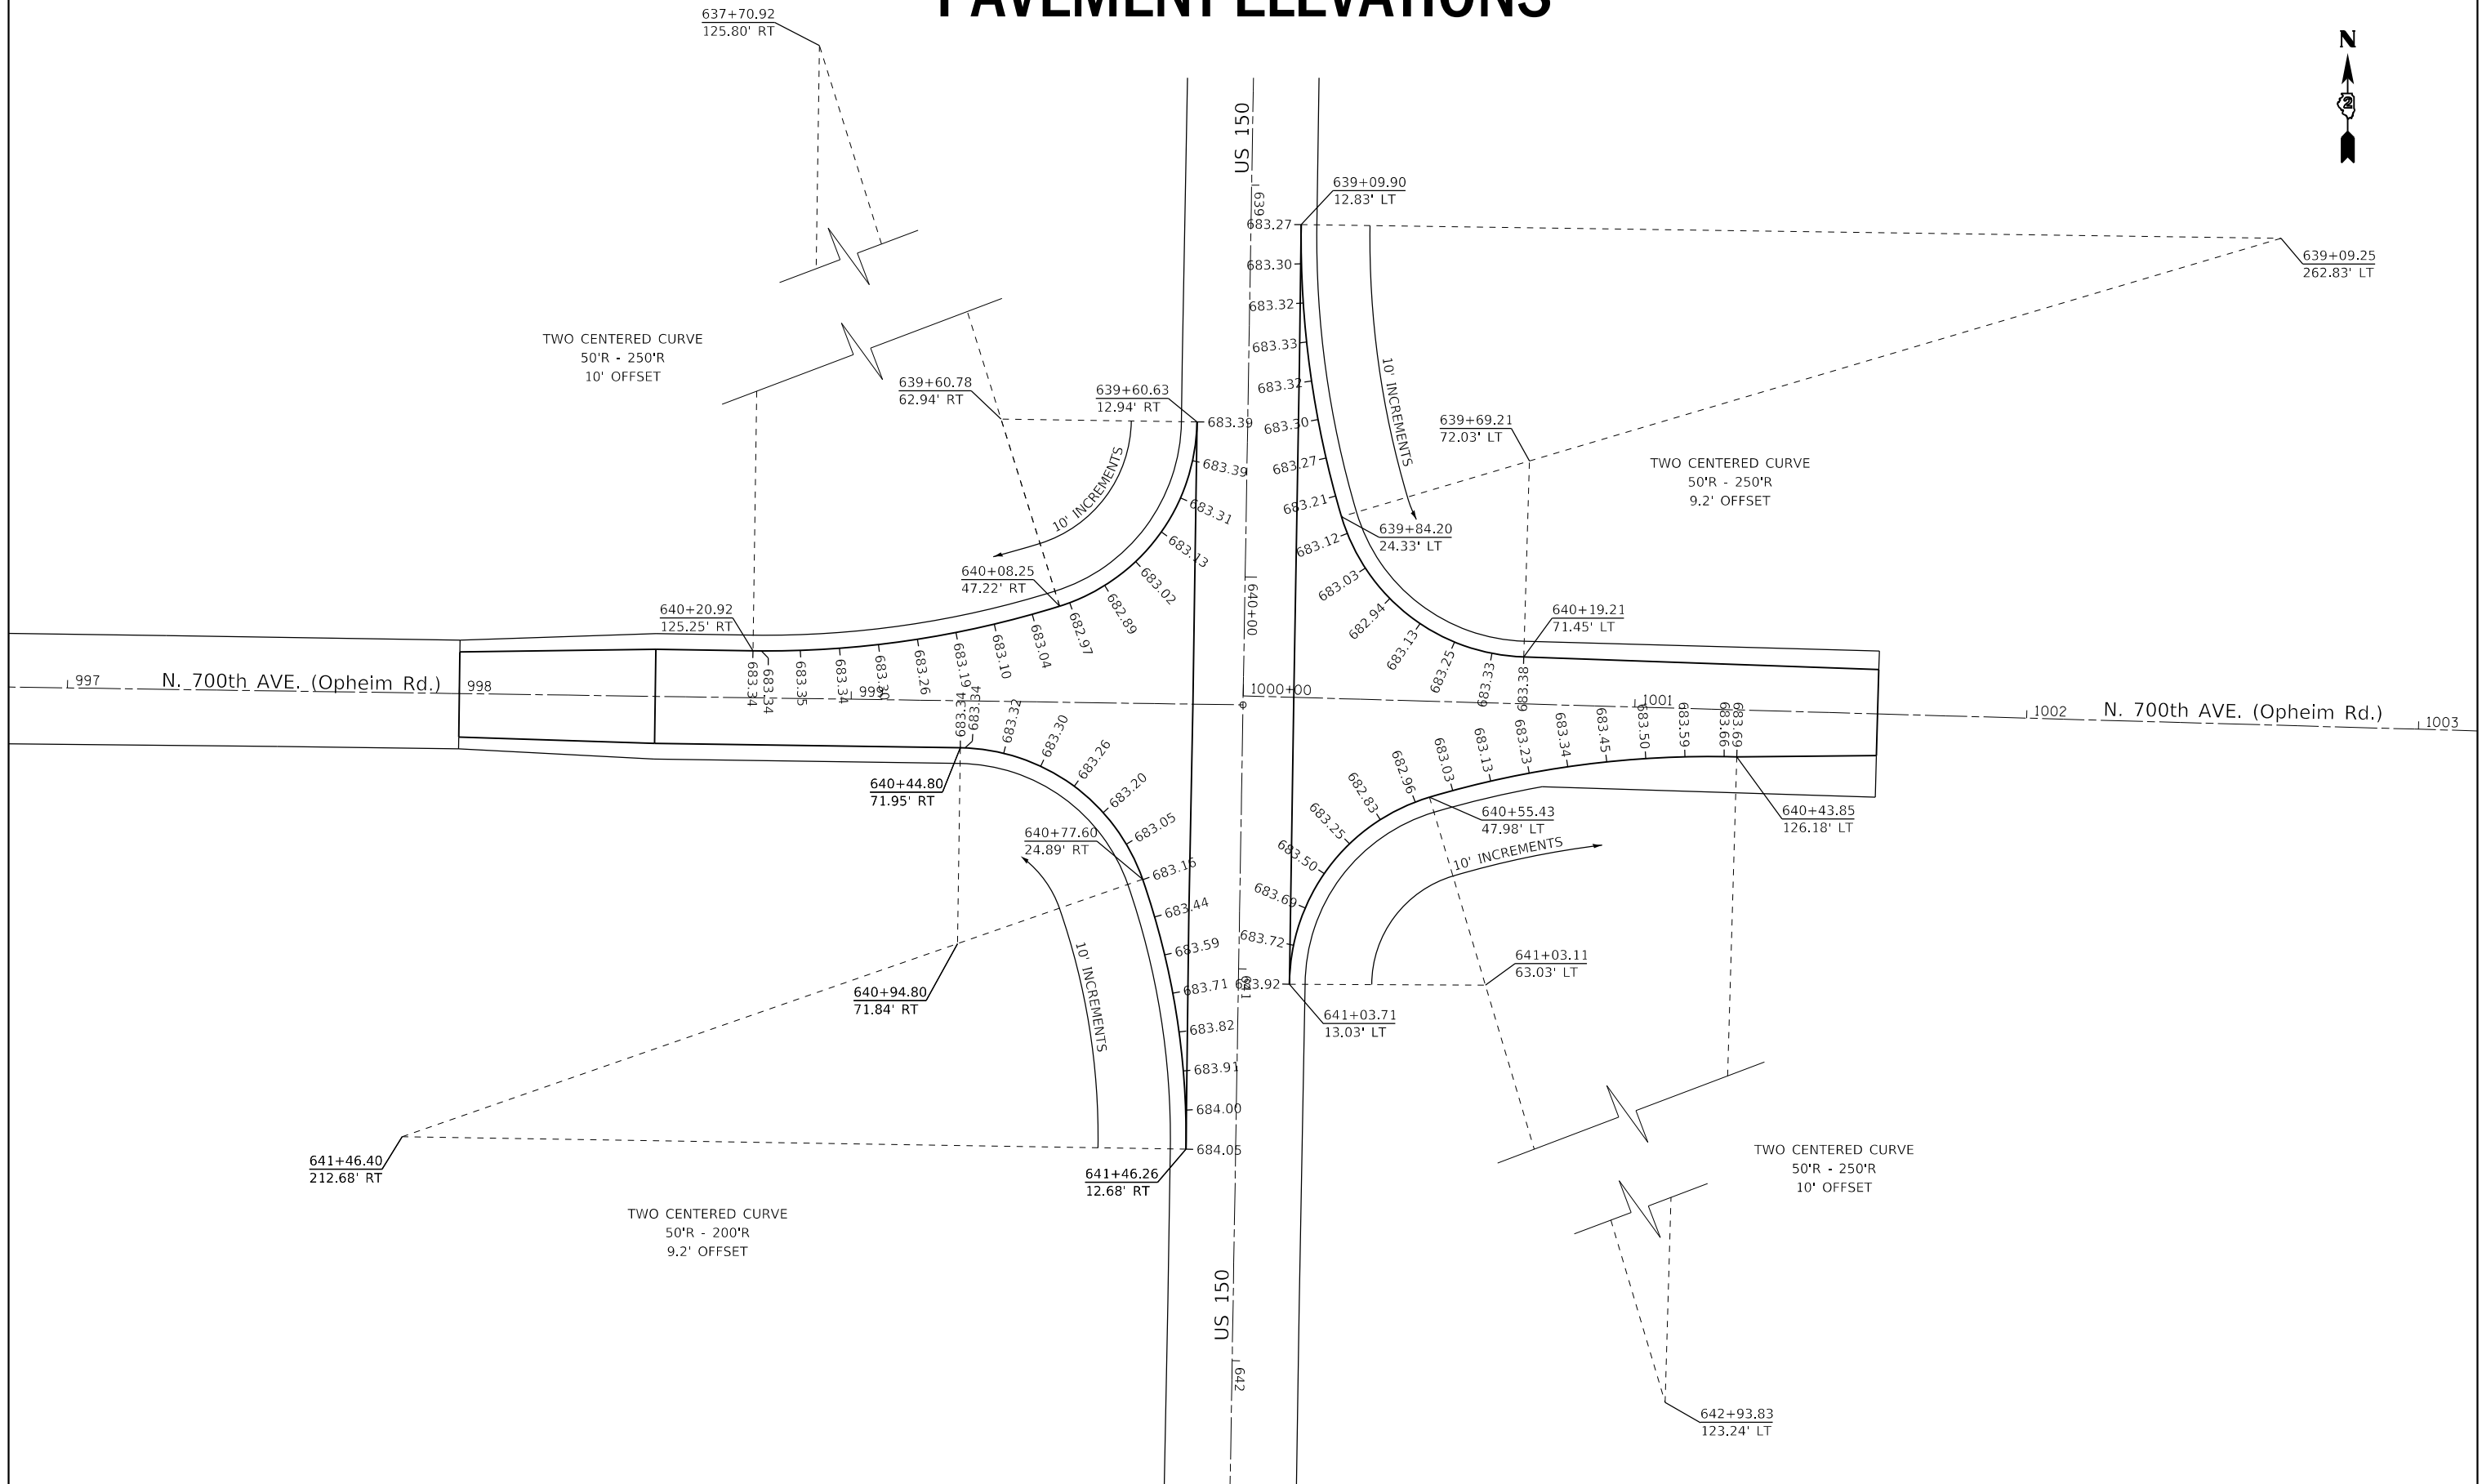 PAVEMENT ELEVATIONS
637+70.92
125.80' RT
N
2
US 150
639
639+09.90
12.83' LT
683.27
683.30
683.32
683.33
683.32
683.30
683.27
683.21
683.12
683.03
682.94
683.13
683.25
683.33
683.38
10' INCREMENTS
639+09.25
262.83' LT
TWO CENTERED CURVE
50'R - 250'R
10' OFFSET
639+60.78
62.94' RT
639+60.63
12.94' RT
683.39
683.39
683.31
683.13
683.02
682.89
682.97
683.04
683.10
683.19
683.26
683.30
683.34
683.35
683.34
683.34
10' INCREMENTS
639+69.21
72.03' LT
TWO CENTERED CURVE
50'R - 250'R
9.2' OFFSET
639+84.20
24.33' LT
640+08.25
47.22' RT
640+20.92
125.25' RT
640+00
640+19.21
71.45' LT
997
N. 700th AVE. (Opheim Rd.)
998
999
1000+00
1001
1002
N. 700th AVE. (Opheim Rd.)
1003
683.34
683.34
683.32
683.30
683.26
683.20
683.05
683.16
683.44
683.59
683.71
683.82
683.91
684.00
684.05
640+44.80
71.95' RT
640+77.60
24.89' RT
10' INCREMENTS
640+94.80
71.84' RT
641+46.40
212.68' RT
641+46.26
12.68' RT
TWO CENTERED CURVE
50'R - 200'R
9.2' OFFSET
683.69
683.66
683.59
683.50
683.45
683.34
683.23
683.13
683.03
682.96
682.83
683.25
683.50
683.69
683.72
683.92
641
640+55.43
47.98' LT
640+43.85
126.18' LT
10' INCREMENTS
641+03.11
63.03' LT
641+03.71
13.03' LT
TWO CENTERED CURVE
50'R - 250'R
10' OFFSET
US 150
642
642+93.83
123.24' LT